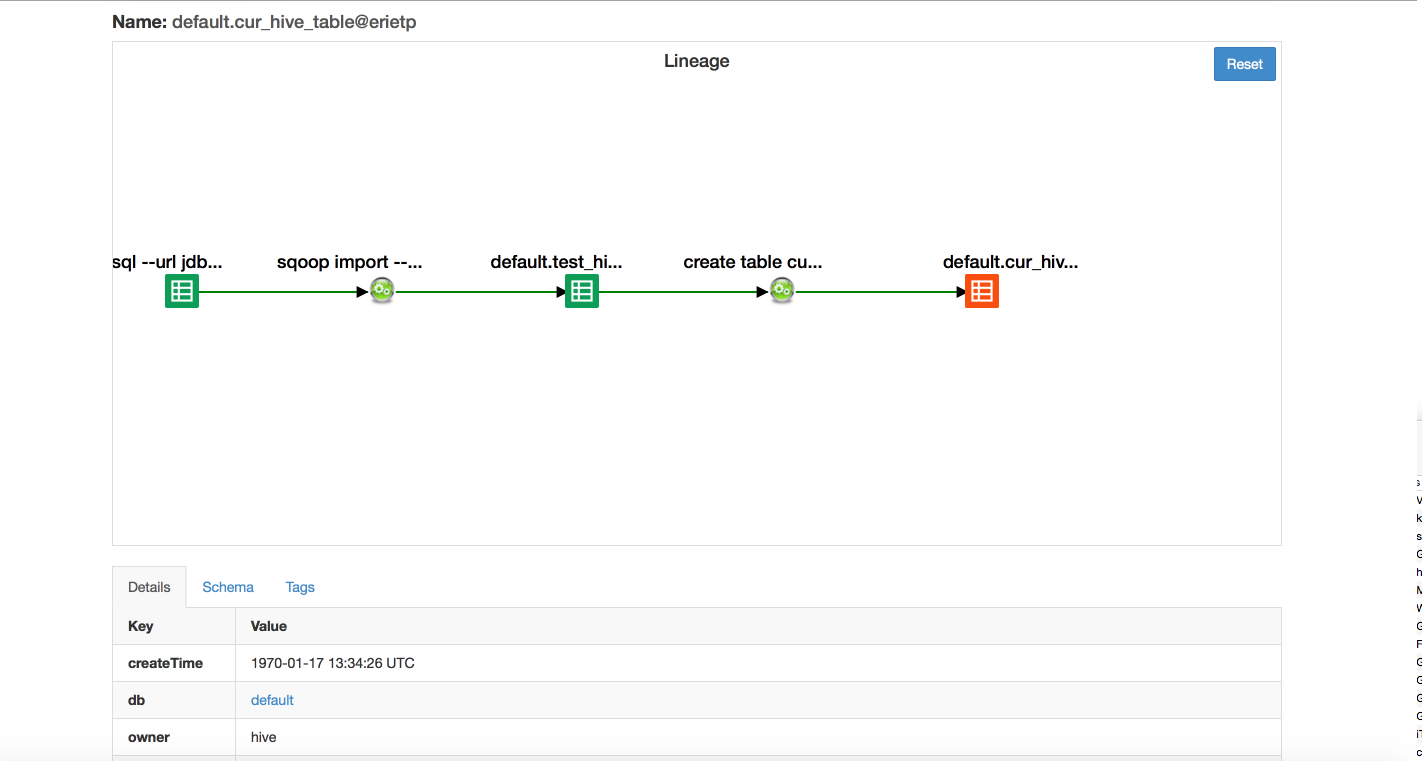 Name: default.cur_hive_table@erietp
Lineage
Reset
sql --url jdb...
sqoop import --...
default.test_hi...
create table cu...
default.cur_hiv...
Details Schema Tags
Key Value
createTime 1970-01-17 13:34:26 UTC
db default
owner hive